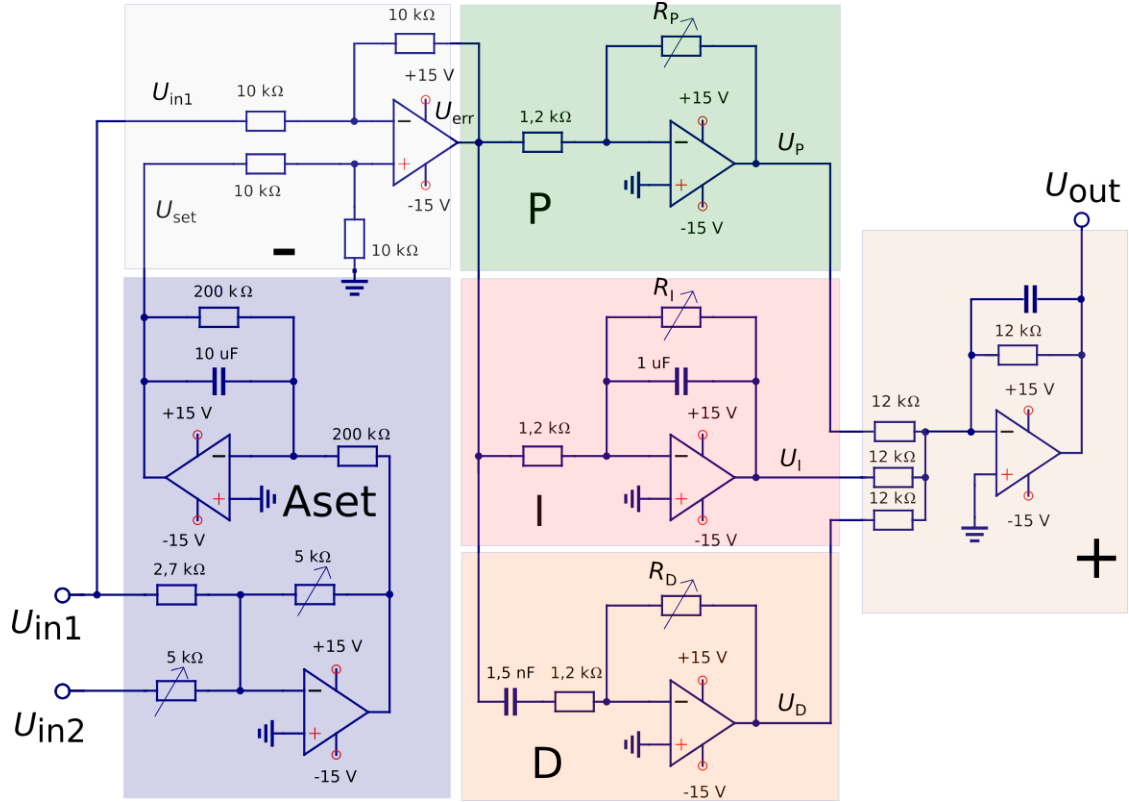 10 kΩ
U_in1
10 kΩ
+15 V
−
U_err
+
10 kΩ
-15 V
U_set
10 kΩ
-
R_P
+15 V
1,2 kΩ
−
U_P
+
-15 V
P
200 kΩ
10 uF
+15 V
200 kΩ
−
+
Aset
-15 V
R_I
1 uF
+15 V
1,2 kΩ
−
U_I
+
-15 V
I
U_out
12 kΩ
+15 V
12 kΩ
−
12 kΩ
+
12 kΩ
-15 V
+
5 kΩ
2,7 kΩ
U_in1
+15 V
5 kΩ
−
U_in2
+
-15 V
R_D
+15 V
1,5 nF
1,2 kΩ
−
U_D
+
-15 V
D